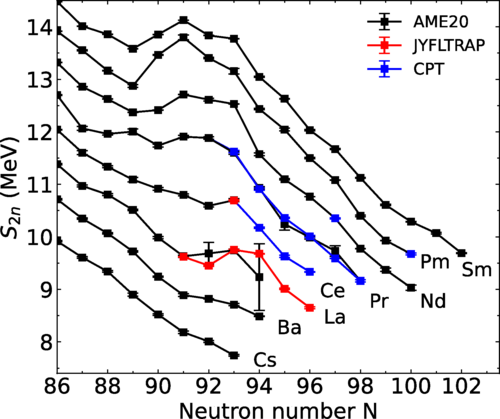 14
13
12
11
10
9
8
S2n (MeV)
AME20
JYFLTRAP
CPT
Pm
Sm
Nd
Pr
Ce
La
Ba
Cs
86 88 90 92 94 96 98 100 102
Neutron number N